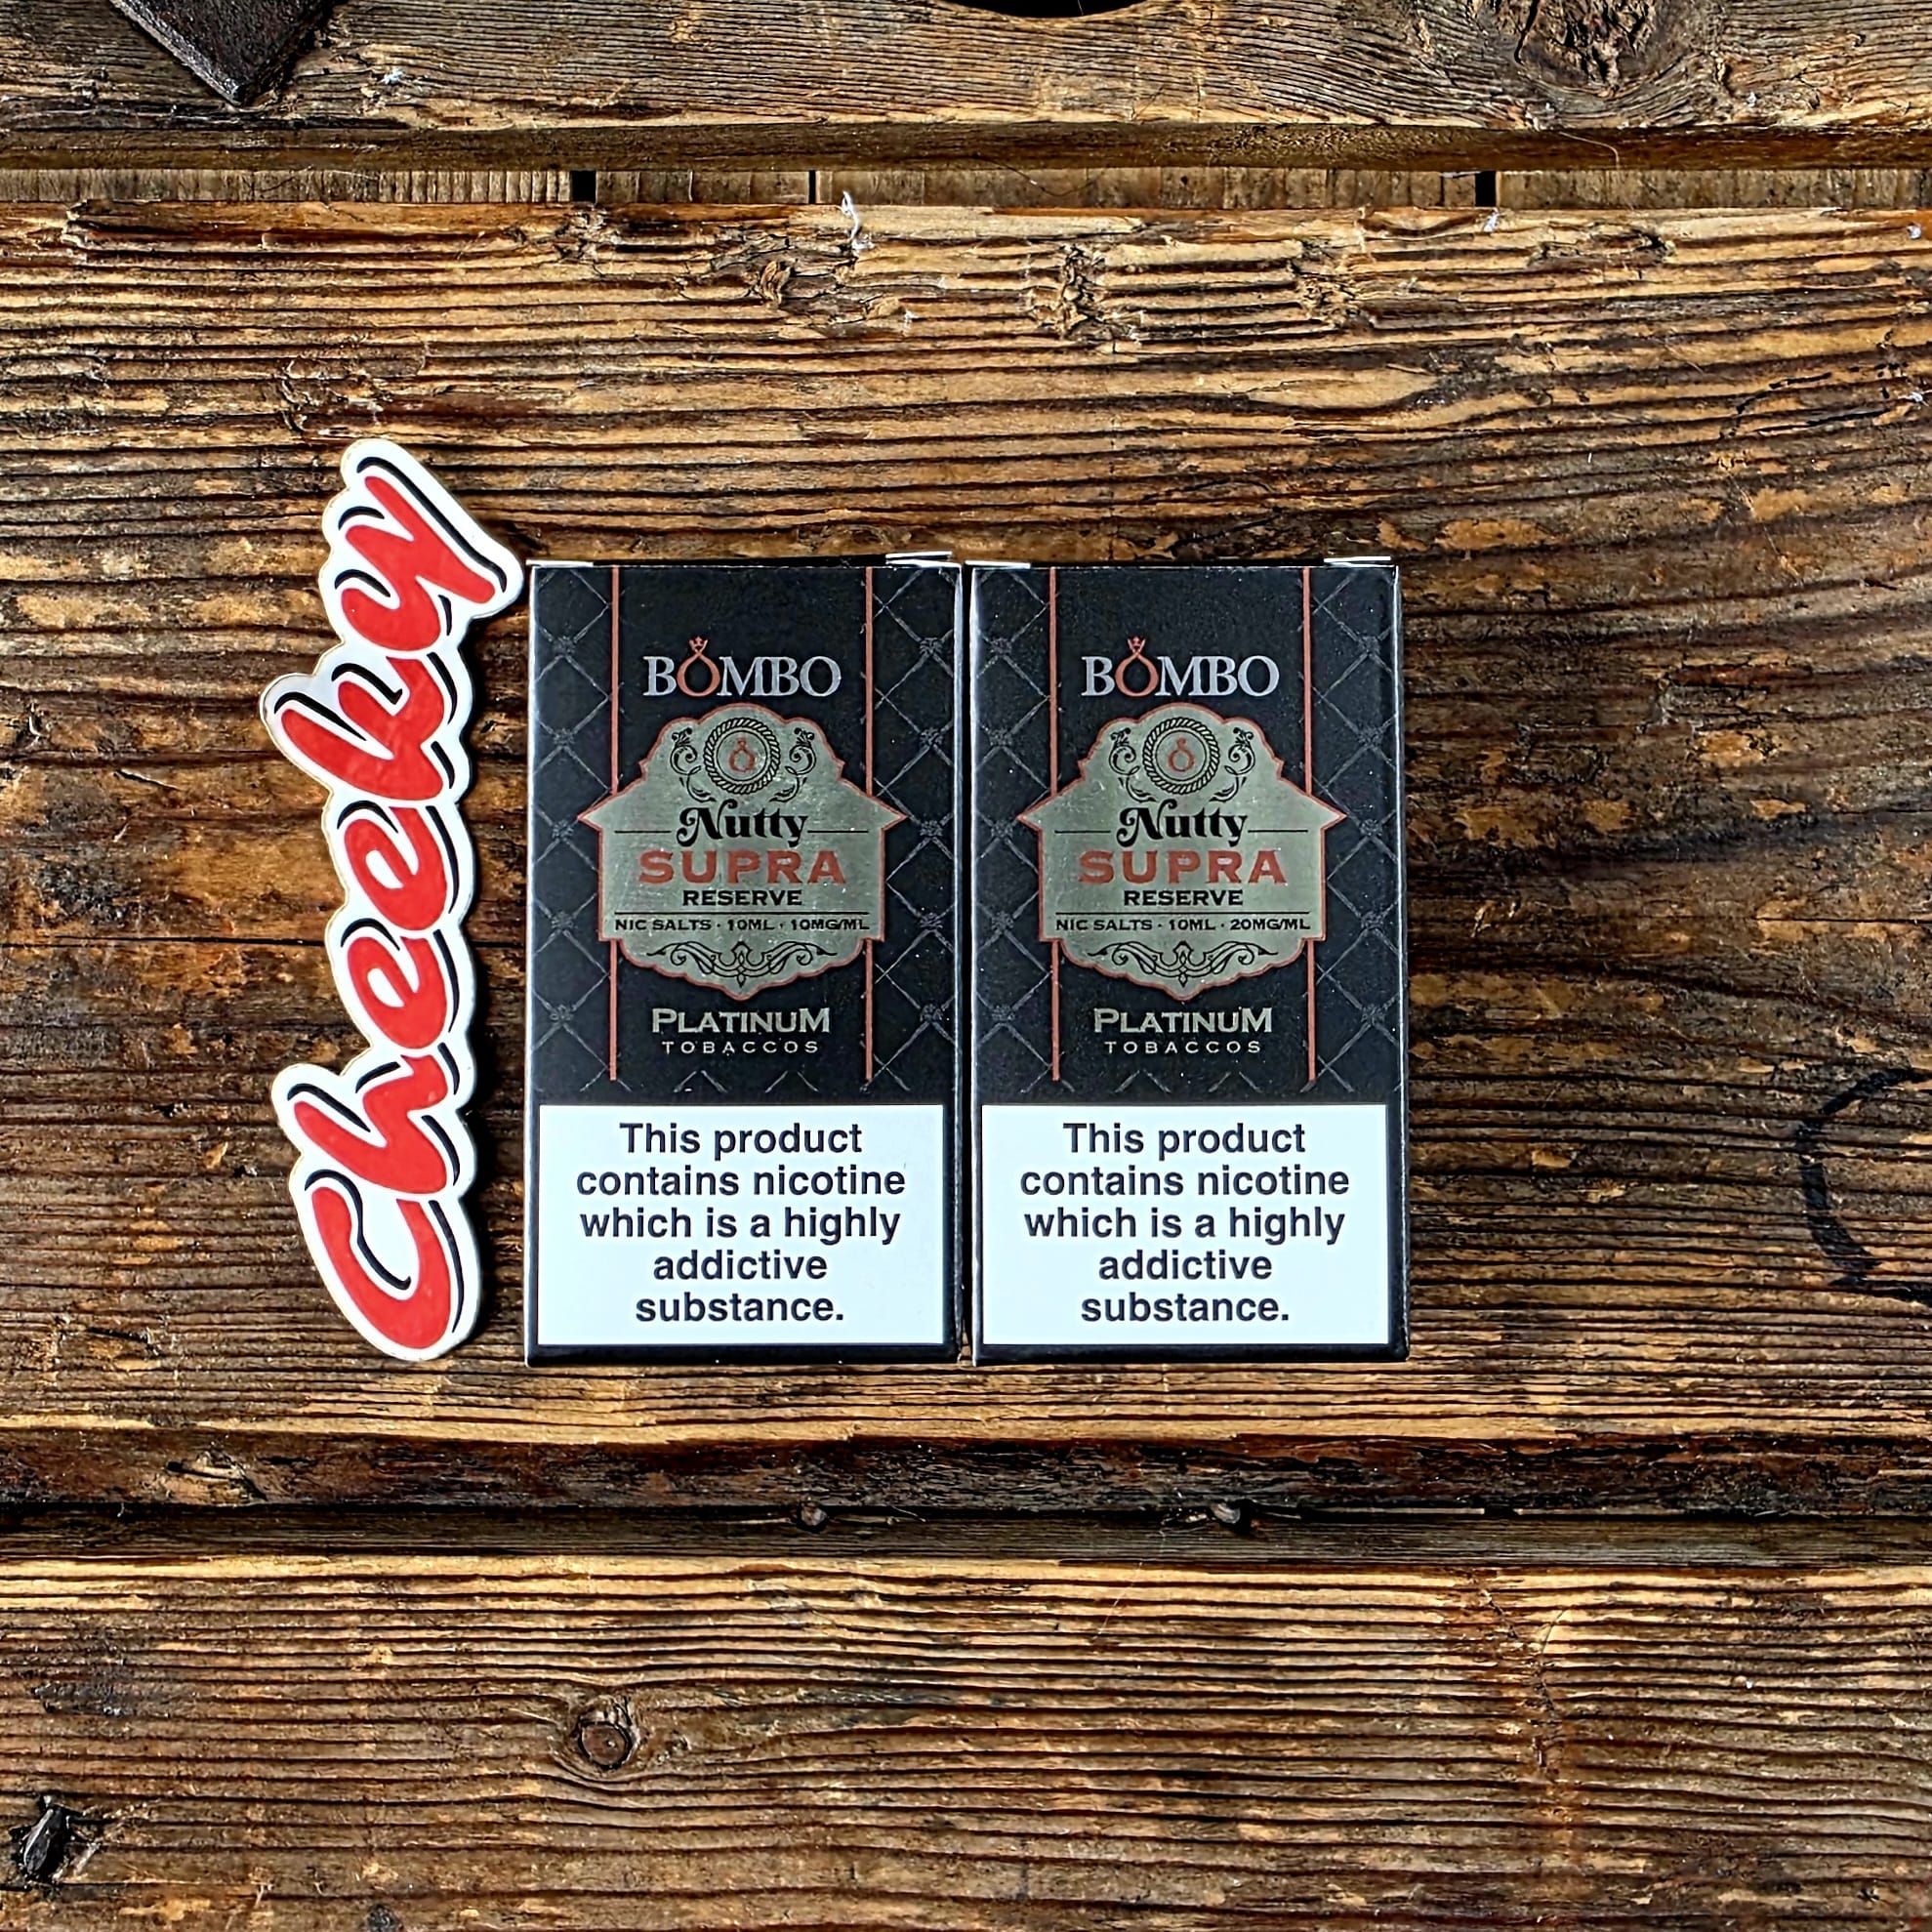 Cheeky
BOMBO
Nutty
SUPRA
RESERVE
NIC SALTS · 10ML · 10MG/ML
PLATINUM
TOBACCOS
This product
contains nicotine
which is a highly
addictive
substance.
BOMBO
Nutty
SUPRA
RESERVE
NIC SALTS · 10ML · 20MG/ML
PLATINUM
TOBACCOS
This product
contains nicotine
which is a highly
addictive
substance.